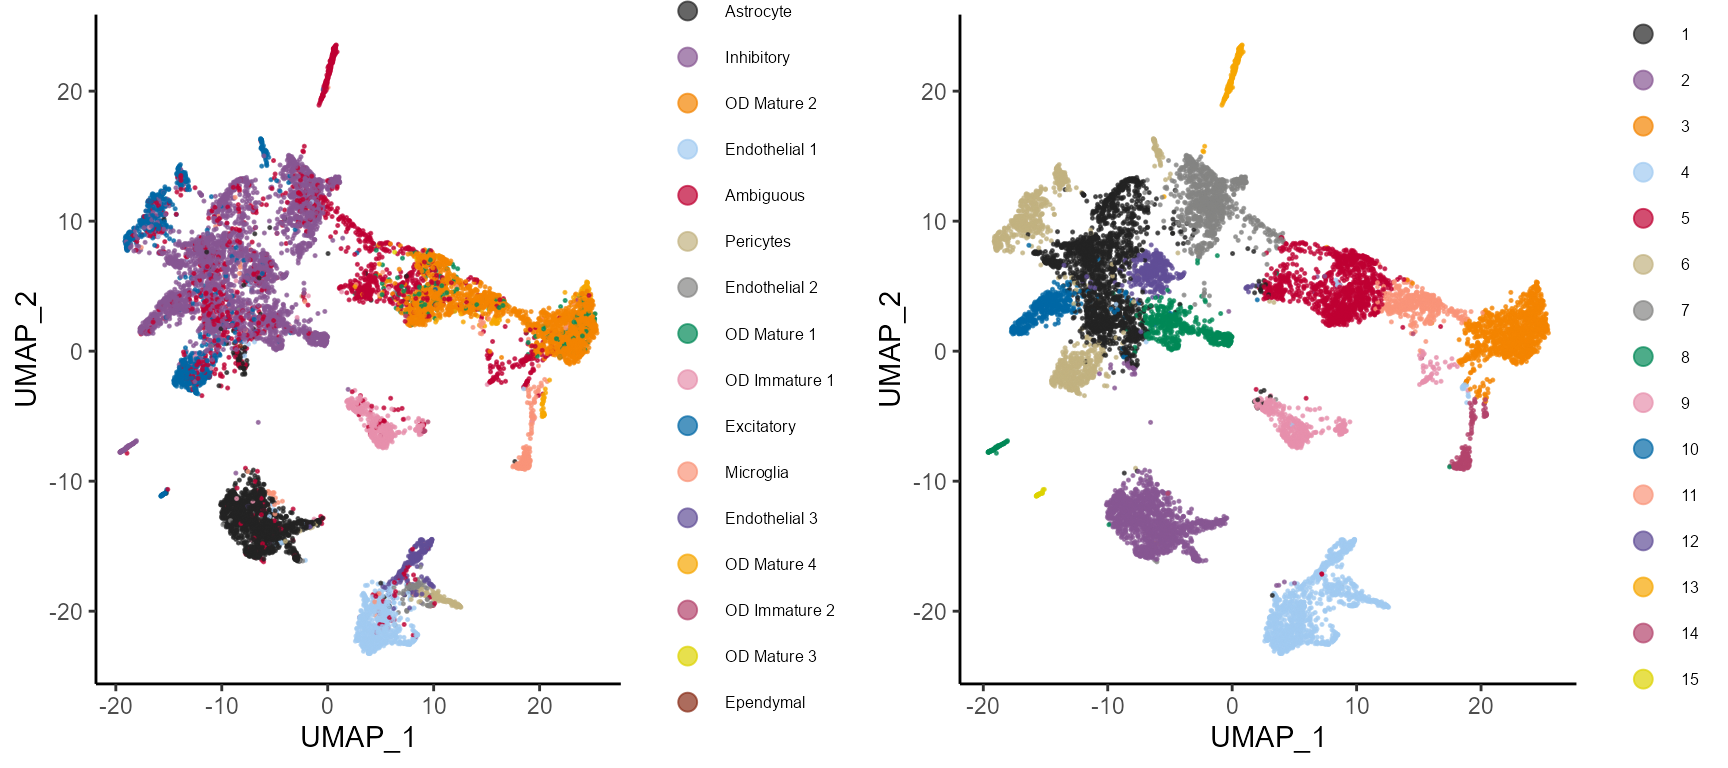 20
10
0
-10
-20
UMAP_2
-20 -10 0 10 20
UMAP_1
Astrocyte
Inhibitory
OD Mature 2
Endothelial 1
Ambiguous
Pericytes
Endothelial 2
OD Mature 1
OD Immature 1
Excitatory
Microglia
Endothelial 3
OD Mature 4
OD Immature 2
OD Mature 3
Ependymal
20
10
0
-10
-20
UMAP_2
-20 -10 0 10 20
UMAP_1
1
2
3
4
5
6
7
8
9
10
11
12
13
14
15